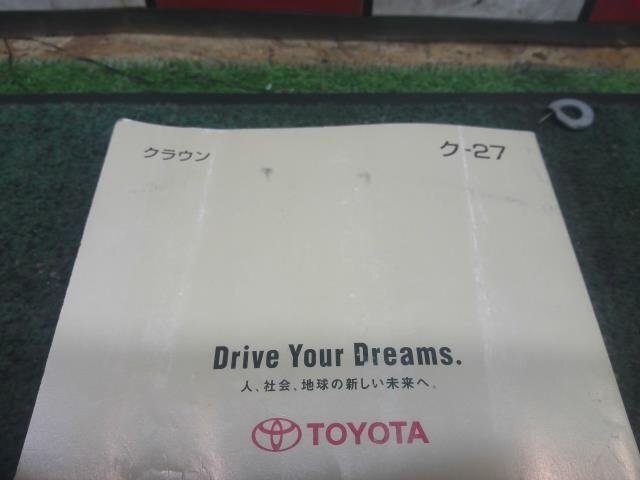 クラウン
ク-27
Drive Your Dreams.
人、社会、地球の新しい未来へ。
TOYOTA